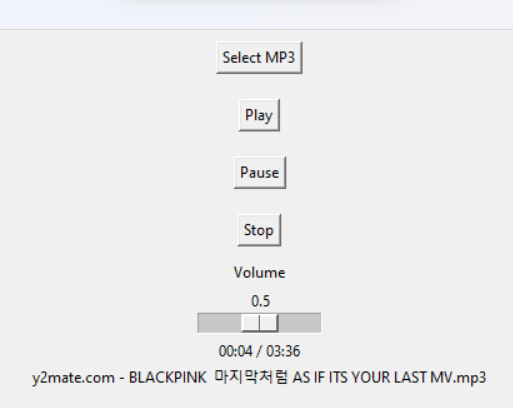 Select MP3
Play
Pause
Stop
Volume
0.5
00:04 / 03:36
y2mate.com - BLACKPINK 마지막처럼 AS IF ITS YOUR LAST MV.mp3